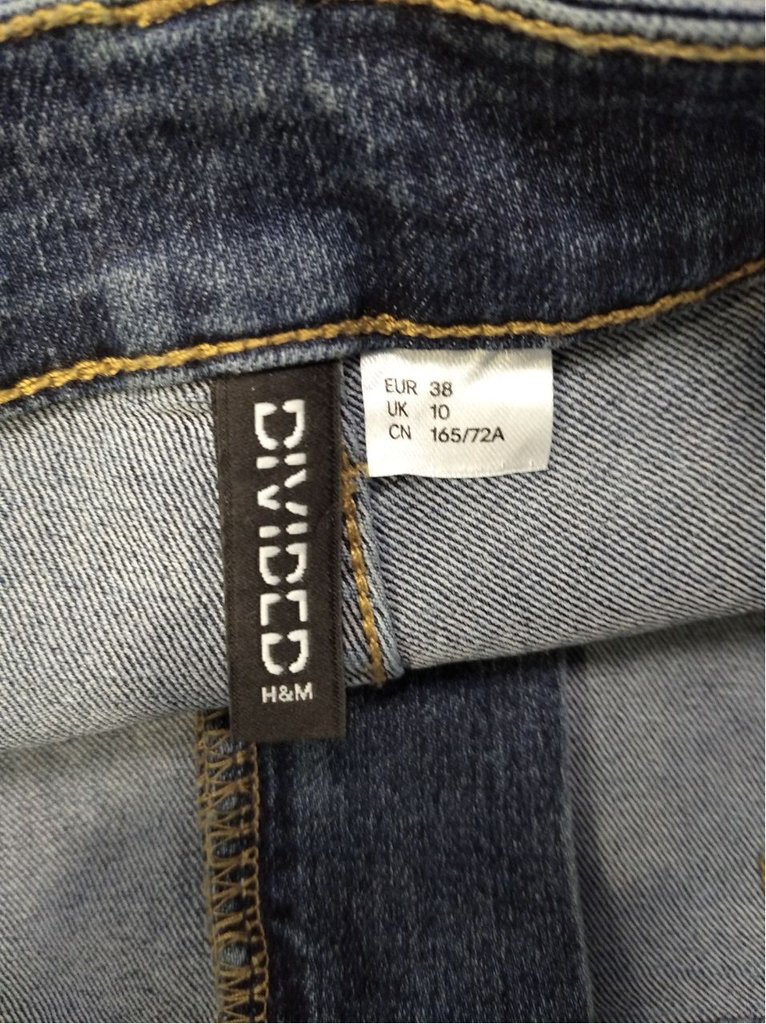 DIVIDED
H&M
EUR 38
UK 10
CN 165/72A